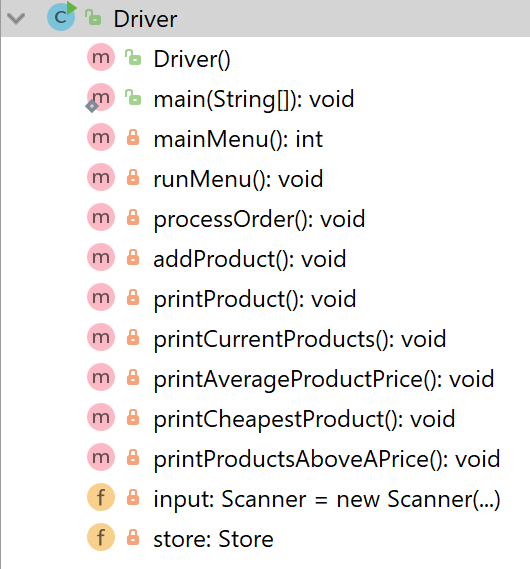 C Driver
m Driver()
m main(String[]): void
m mainMenu(): int
m runMenu(): void
m processOrder(): void
m addProduct(): void
m printProduct(): void
m printCurrentProducts(): void
m printAverageProductPrice(): void
m printCheapestProduct(): void
m printProductsAboveAPrice(): void
f input: Scanner = new Scanner(...)
f store: Store